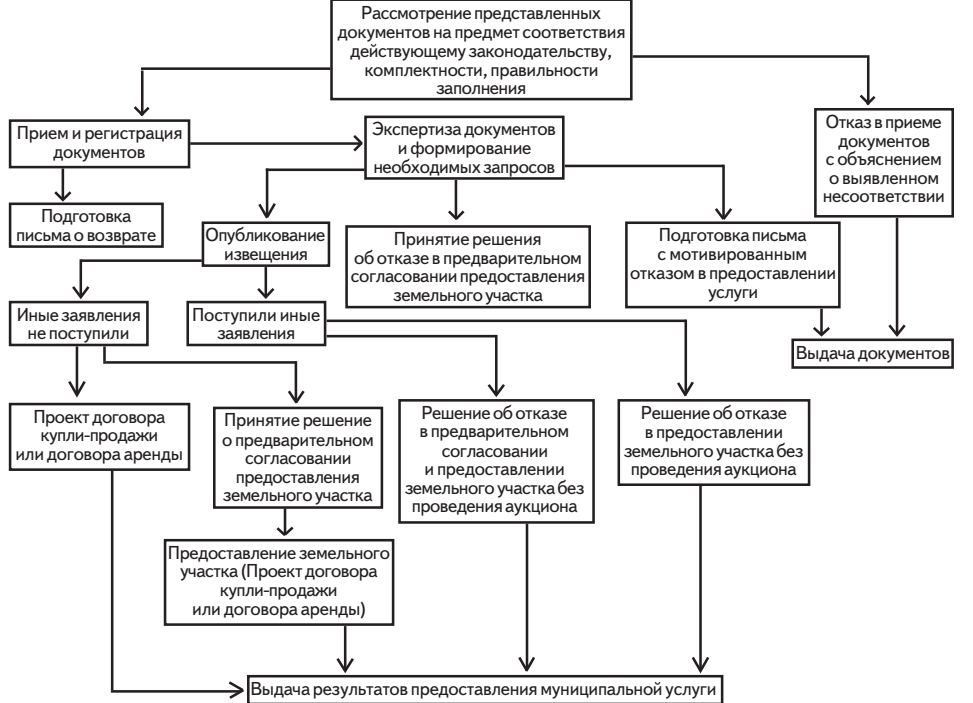 Рассмотрение представленных
документов на предмет соответствия
действующему законодательству,
комплектности, правильности
заполнения
Прием и регистрация
документов
Экспертиза документов
и формирование
необходимых запросов
Отказ в приеме
документов
с объяснением
о выявленном
несоответствии
Подготовка
письма о возврате
Опубликование
извещения
Принятие решения
об отказе в предварительном
согласовании предоставления
земельного участка
Подготовка письма
с мотивированным
отказом в предоставлении
услуги
Иные заявления
не поступили
Поступили иные
заявления
Выдача документов
Проект договора
купли-продажи
или договора аренды
Принятие решение
о предварительном
согласовании
предоставления
земельного участка
Решение об отказе
в предварительном
согласовании
и предоставлении
земельного участка без
проведения аукциона
Решение об отказе
в предоставлении
земельного участка без
проведения аукциона
Предоставление земельного
участка (Проект договора
купли-продажи
или договора аренды)
Выдача результатов предоставления муниципальной услуги